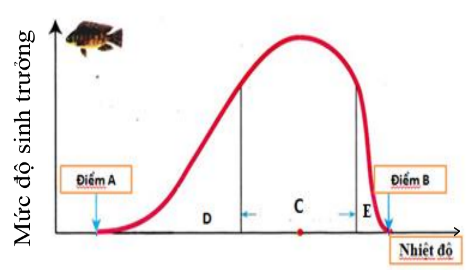 Mức độ sinh trưởng
Điểm A
Điểm B
D
C
E
Nhiệt độ